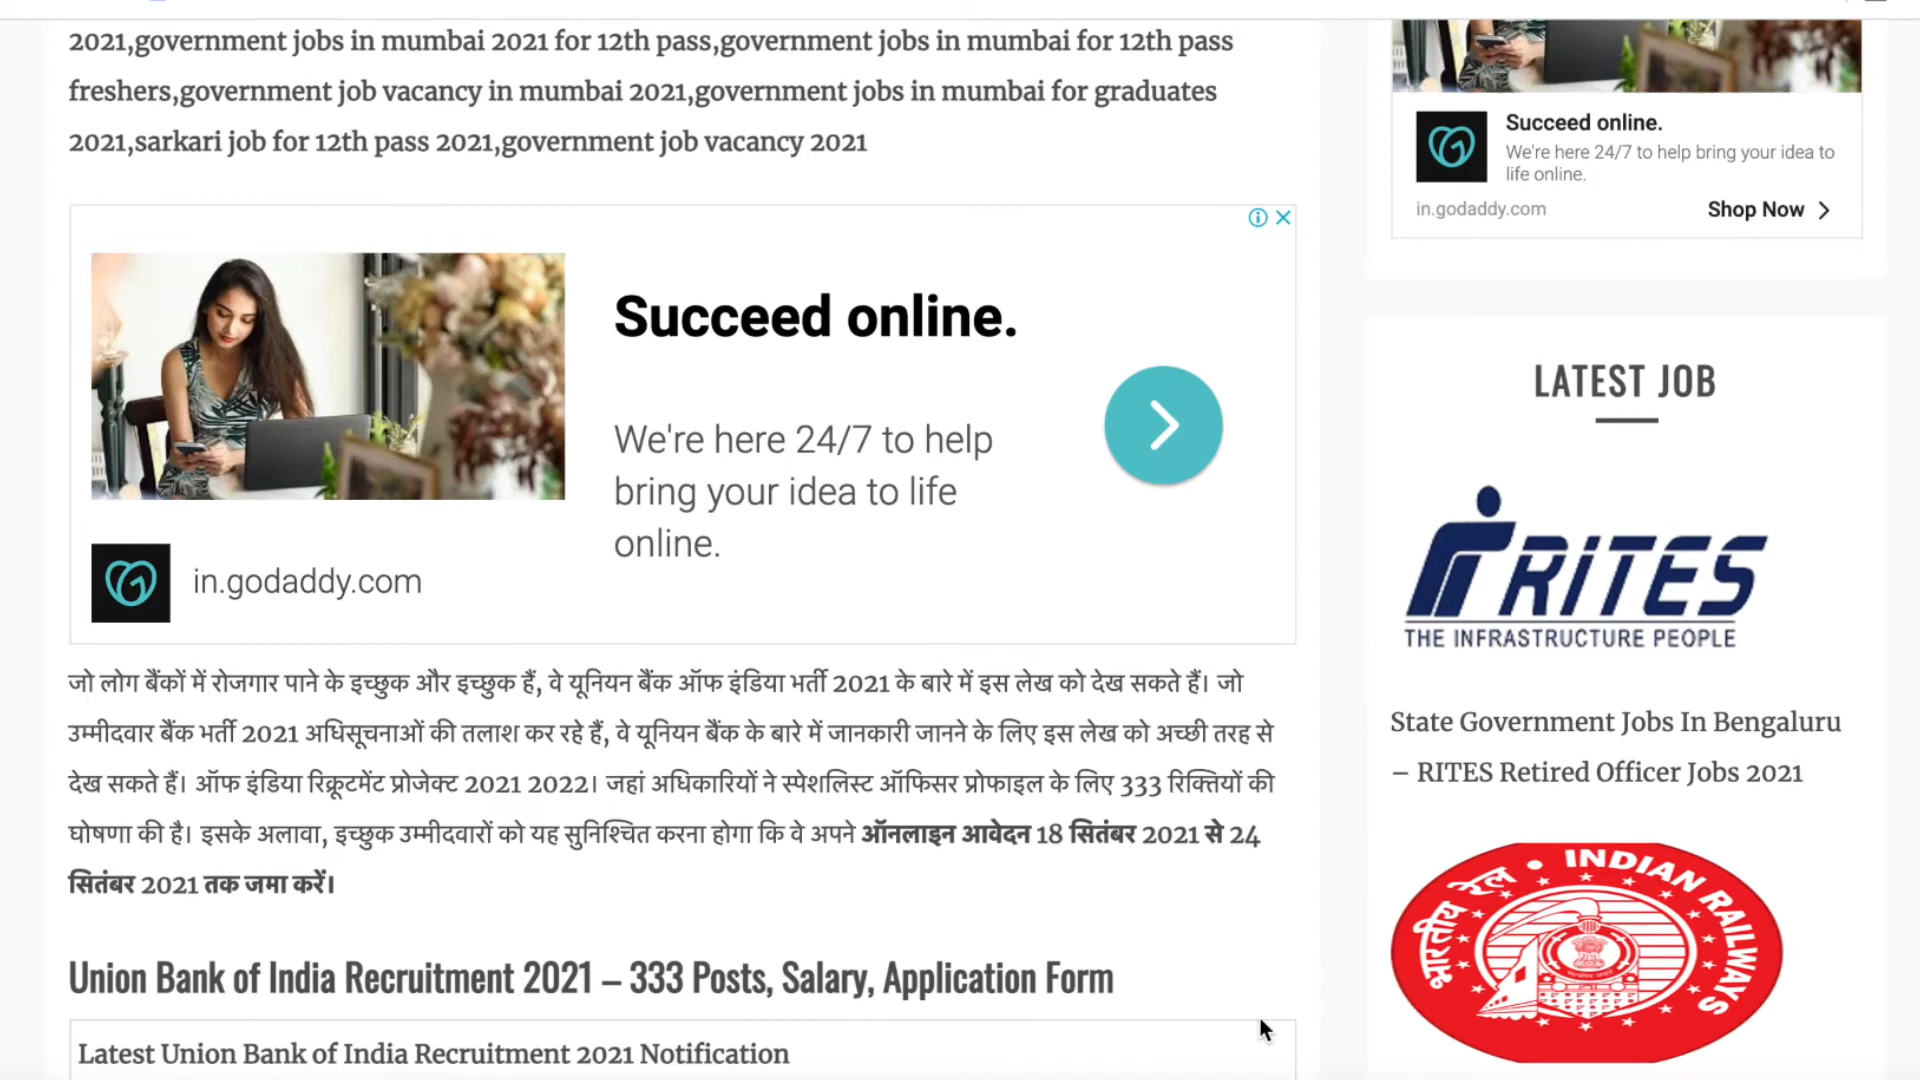 2021,government jobs in mumbai 2021 for 12th pass,government jobs in mumbai for 12th pass
freshers,government job vacancy in mumbai 2021,government jobs in mumbai for graduates
2021,sarkari job for 12th pass 2021,government job vacancy 2021
Succeed online.
We're here 24/7 to help
bring your idea to life
online.
in.godaddy.com
जो लोग बैंकों में रोजगार पाने के इच्छुक और इच्छुक हैं, वे यूनियन बैंक ऑफ इंडिया भर्ती 2021 के बारे में इस लेख को देख सकते हैं। जो
उम्मीदवार बैंक भर्ती 2021 अधिसूचनाओं की तलाश कर रहे हैं, वे यूनियन बैंक के बारे में जानकारी जानने के लिए इस लेख को अच्छी तरह से
देख सकते हैं। ऑफ इंडिया रिक्रूटमेंट प्रोजेक्ट 2021 2022। जहां अधिकारियों ने स्पेशलिस्ट ऑफिसर प्रोफाइल के लिए 333 रिक्तियों की
घोषणा की है। इसके अलावा, इच्छुक उम्मीदवारों को यह सुनिश्चित करना होगा कि वे अपने ऑनलाइन आवेदन 18 सितंबर 2021 से 24
सितंबर 2021 तक जमा करें।
Union Bank of India Recruitment 2021 – 333 Posts, Salary, Application Form
Latest Union Bank of India Recruitment 2021 Notification
Succeed online.
We're here 24/7 to help bring your idea to
life online.
in.godaddy.com
Shop Now
LATEST JOB
RITES
THE INFRASTRUCTURE PEOPLE
State Government Jobs In Bengaluru
– RITES Retired Officer Jobs 2021
भारतीय रेल
INDIAN RAILWAYS